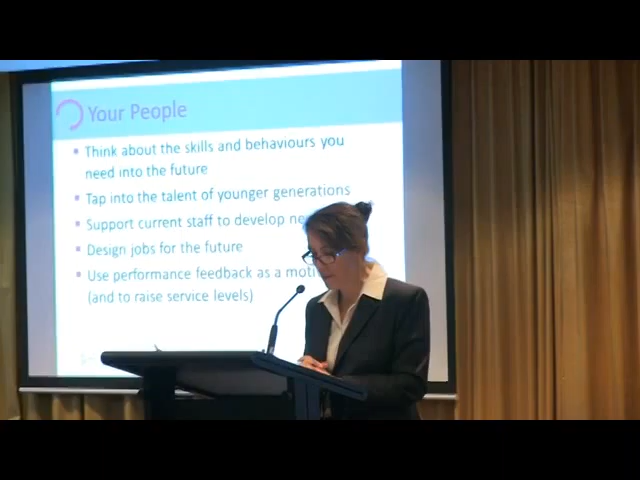 Your People
Think about the skills and behaviours you
need into the future
Tap into the talent of younger generations
Support current staff to develop
Design jobs for the future
Use performance feedback as a
(and to raise service levels)